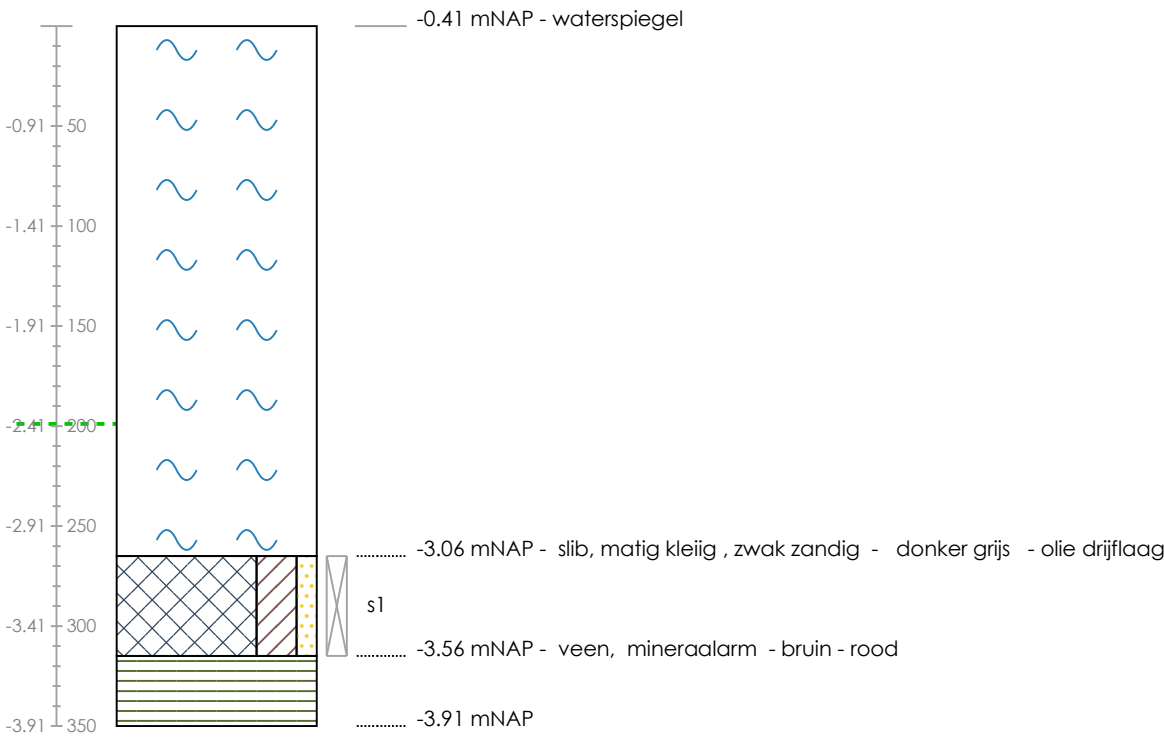 -0.41 mNAP - waterspiegel
-0.91 50
-1.41 100
-1.91 150
-2.41 200
-2.91 250
-3.06 mNAP - slib, matig kleiig , zwak zandig - donker grijs - olie drijflaag
s1
-3.41 300
-3.56 mNAP - veen, mineraalarm - bruin - rood
-3.91 mNAP
-3.91 350